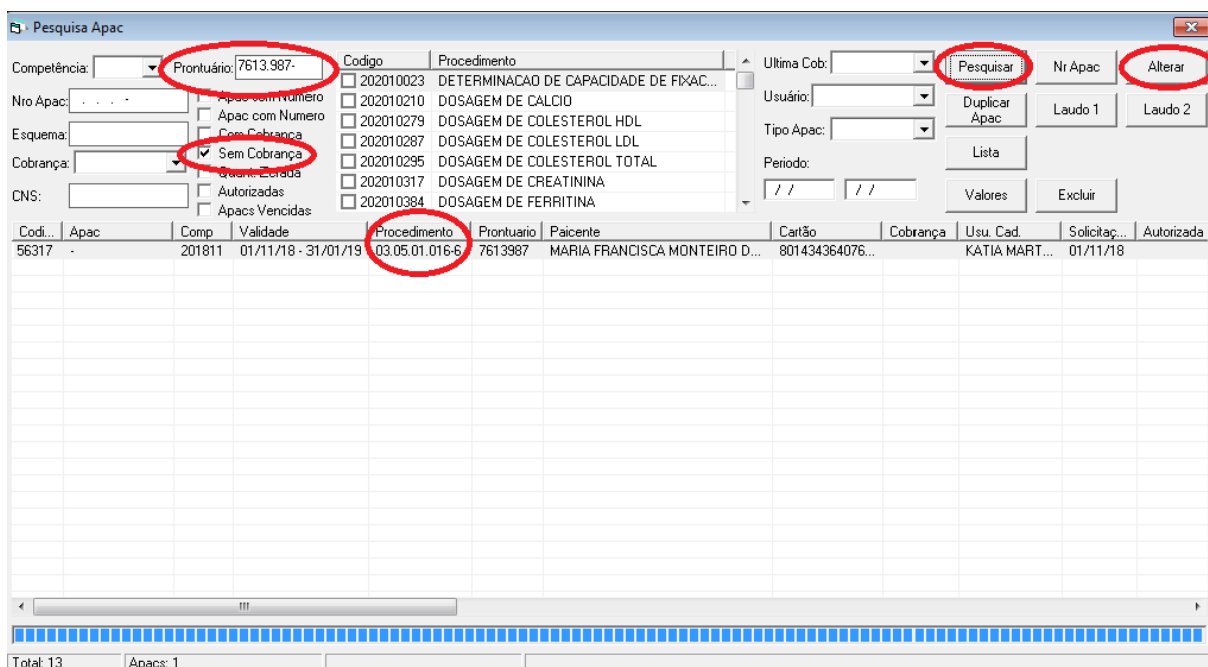 Pesquisa Apac
Competência:
Prontuário: 7613.987-
Nro Apac: . . . -
Esquema:
Cobrança:
CNS:
Apac com Numero
Apac com Numero
Com Cobrança
Sem Cobrança
Quant. Zerada
Autorizadas
Apacs Vencidas
Codigo Procedimento
202010023 DETERMINACAO DE CAPACIDADE DE FIXAC...
202010210 DOSAGEM DE CALCIO
202010279 DOSAGEM DE COLESTEROL HDL
202010287 DOSAGEM DE COLESTEROL LDL
202010295 DOSAGEM DE COLESTEROL TOTAL
202010317 DOSAGEM DE CREATININA
202010384 DOSAGEM DE FERRITINA
Ultima Cob:
Usuário:
Tipo Apac:
Periodo:
/ / / /
Pesquisar Nr Apac Alterar
Duplicar Apac Laudo 1 Laudo 2
Lista
Valores Excluir
Codi... Apac Comp Validade Procedimento Prontuario Paicente Cartão Cobrança Usu. Cad. Solicitaç... Autorizada
56317 - 201811 01/11/18 - 31/01/19 03.05.01.016-6 7613987 MARIA FRANCISCA MONTEIRO D... 801434364076... KATIA MART... 01/11/18
Total: 13 Apacs: 1